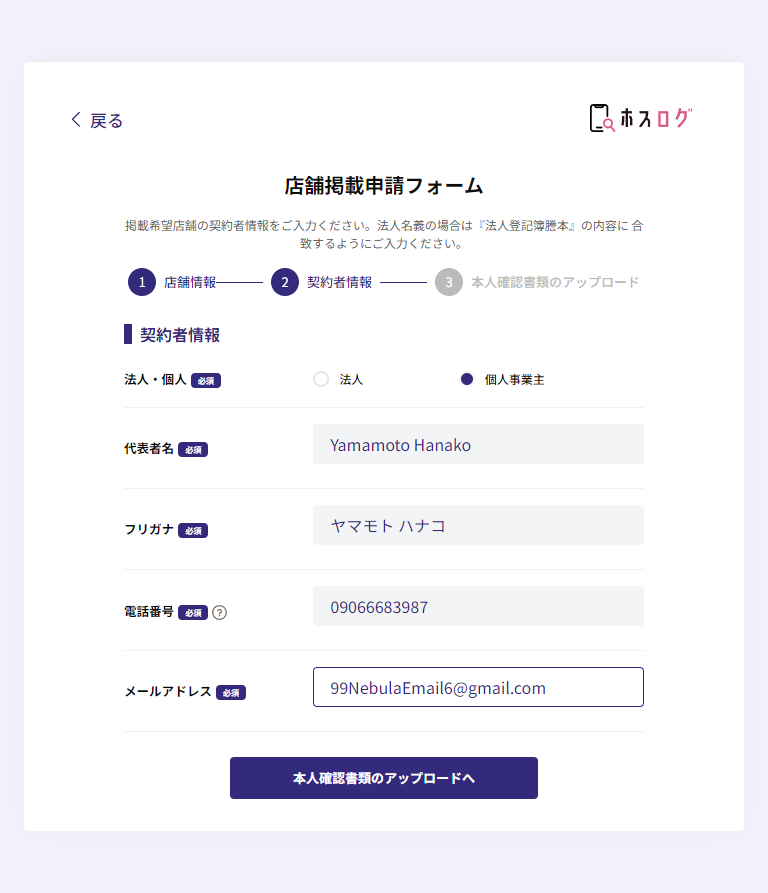 戻る
ホスログ
店舗掲載申請フォーム
掲載希望店舗の契約者情報をご入力ください。法人名義の場合は『法人登記簿謄本』の内容に 合
致するようにご入力ください。
1 店舗情報 2 契約者情報 3 本人確認書類のアップロード
契約者情報
法人・個人 必須 法人 個人事業主
代表者名 必須 Yamamoto Hanako
フリガナ 必須 ヤマモト ハナコ
電話番号 必須 ? 09066683987
メールアドレス 必須 99NebulaEmail6@gmail.com
本人確認書類のアップロードへ